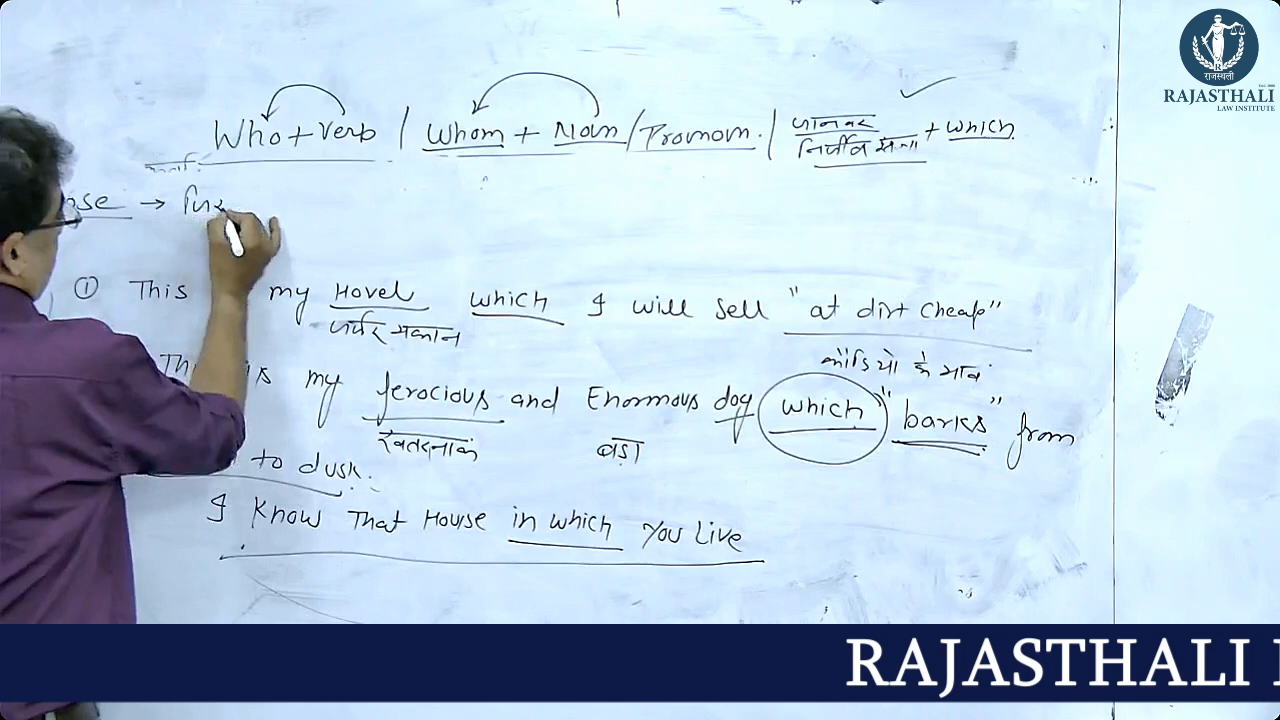 राजस्थली
RAJASTHALI
LAW INSTITUTE
Who + verb / Whom + Noun / Pronoun. / जानवर + which
निर्जीव संज्ञा
→
① This my Hovel which I will sell "at dirt cheap"
जर्जर मकान
कौडियो के भाव
is my ferocious and Enormous dog which "barks" from
खतरनाक बड़ा
to dusk.
I know That House in which You Live
RAJASTHALI